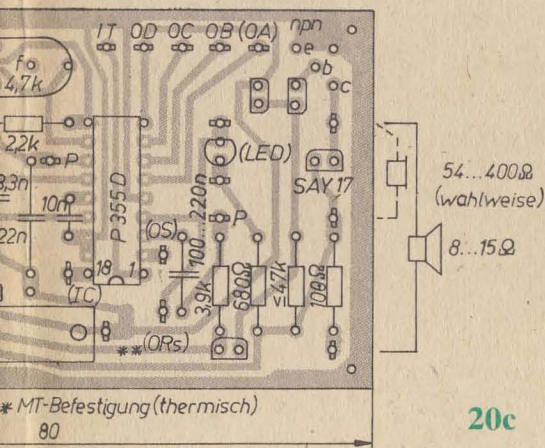 IT OD OC OB (OA) npn
e
b
c
f
4,7k
2,2k
P
(LED)
SAY 17
54...400Ω
(wahlweise)
8...15Ω
3,3n
10n
22n
P355D
(OS)
100...220n
P
3,9k
680Ω
≤47k
100Ω
18 1
(IC)
**(ORs)
* MT-Befestigung (thermisch)
80
20c